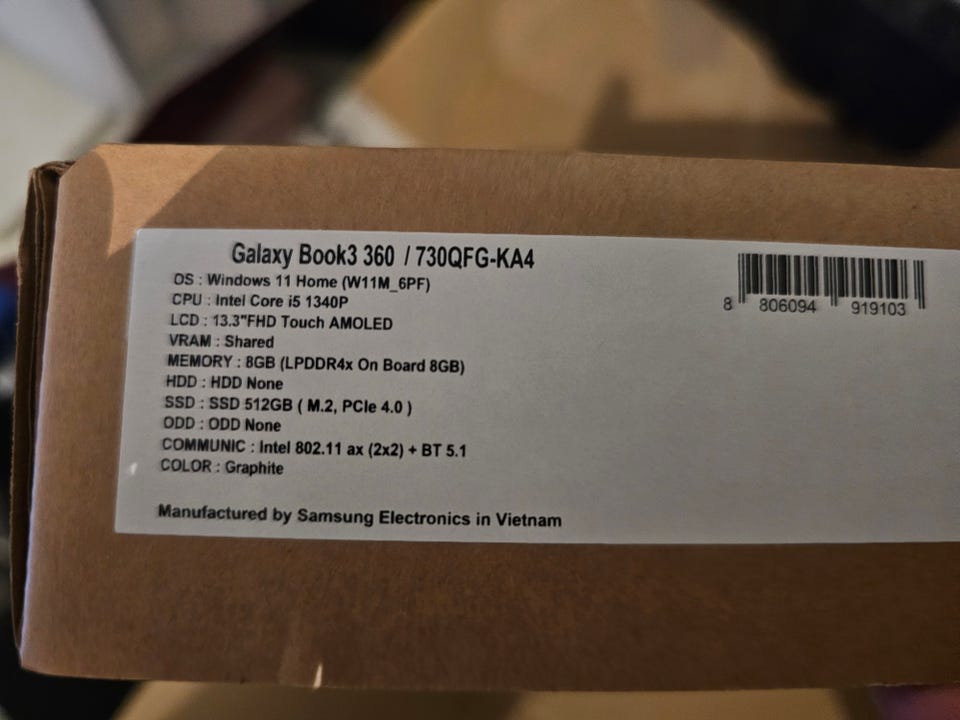 Galaxy Book3 360 / 730QFG-KA4
OS : Windows 11 Home (W11M_6PF)
CPU : Intel Core i5 1340P
LCD : 13.3"FHD Touch AMOLED
VRAM : Shared
MEMORY : 8GB (LPDDR4x On Board 8GB)
HDD : HDD None
SSD : SSD 512GB ( M.2, PCIe 4.0 )
ODD : ODD None
COMMUNIC : Intel 802.11 ax (2x2) + BT 5.1
COLOR : Graphite
Manufactured by Samsung Electronics in Vietnam
8 806094 919103